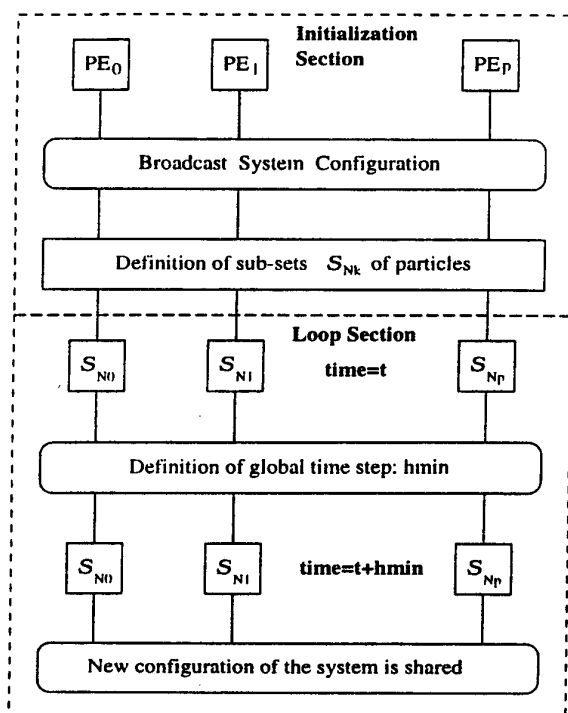 Initialization
Section
PE0 PE1 PEp
Broadcast System Configuration
Definition of sub-sets SNk of particles
Loop Section
time=t
SN0 SN1 SNp
Definition of global time step: hmin
SN0 SN1 time=t+hmin SNp
New configuration of the system is shared